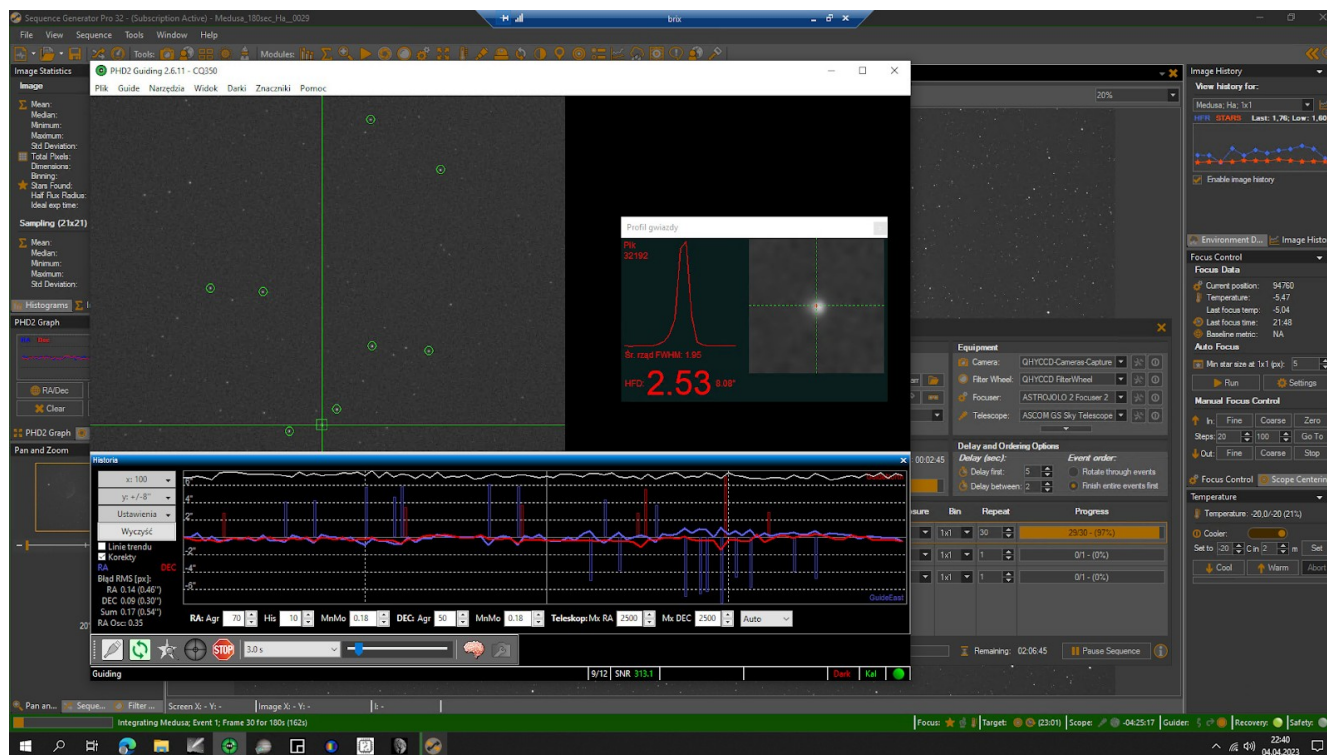 Sequence Generator Pro 32 - (Subscription Active) - Medusa_180sec_Ha__0029
brix
File View Sequence Tools Window Help
Tools: Modules:
Image Statistics
Image
Mean:
Median:
Minimum:
Maximum:
Std Deviation:
Total Pixels:
Dimensions:
Binning:
Stars Found:
Half Flux Radius:
Ideal exp time:
Sampling (21x21)
Mean:
Median:
Minimum:
Maximum:
Std Deviation:
Histograms
PHD2 Graph
RA/Dec
Clear
PHD2 Graph
Pan and Zoom
20
PHD2 Guiding 2.6.11 - CQ350
Plik Guide Narzędzia Widok Darki Znaczniki Pomoc
Profil gwiazdy
Pik
32192
Śr. rząd FWHM: 1.95
HFD: 2.53 8.08"
Historia
x: 100
y: +/-8"
Ustawienia
Wyczyść
Linie trendu
Korekty
RA DEC
Błąd RMS [px]:
RA 0.14 (0.46")
DEC 0.09 (0.30")
Sum 0.17 (0.54")
RA Osc: 0.35
6"
4"
2"
-2"
-4"
-6"
GuideEast
RA: Agr 70 His 10 MnMo 0.18 DEC: Agr 50 MnMo 0.18 Teleskop: Mx RA 2500 Mx DEC 2500 Auto
STOP 3.0 s
Guiding 9/12 SNR 313.1 Dark Kal
20%
Equipment
Camera: QHYCCD-Cameras-Capture
Filter Wheel: QHYCCD FilterWheel
Focuser: ASTROJOLO 2 Focuser 2
Telescope: ASCOM GS Sky Telescope
Delay and Ordering Options
00:02:45 Delay (sec): Event order:
Delay first: 5 Rotate through events
Delay between: 2 Finish entire events first
Bin Repeat Progress
1x1 30 29/30 - (97%)
1x1 1 0/1 - (0%)
1x1 1 0/1 - (0%)
Remaining: 02:06:45 Pause Sequence
Image History
View history for:
Medusa; Ha; 1x1
HFR STARS Last: 1,76; Low: 1,60
Enable image history
Environment D... Image Histo
Focus Control
Focus Data
Current position: 94760
Temperature: -5,47
Last focus temp: -5,04
Last focus time: 21:48
Baseline metric: NA
Auto Focus
Min star size at 1x1 (px): 5
Run Settings
Manual Focus Control
In: Fine Coarse Zero
Steps: 20 100 Go To
Out: Fine Coarse Stop
Focus Control Scope Centerin
Temperature
Temperature: -20,0/-20 (21%)
Cooler:
Set to -20 C in 2 m Set
Cool Warm Abort
Pan an... Seque... Filter ... Screen X: - Y: - Image X: - Y: - I: -
Integrating Medusa; Event 1; Frame 30 for 180s (162s) Focus: Target: (23:01) Scope: -04:25:17 Guider: Recovery: Safety:
22:40
04.04.2023